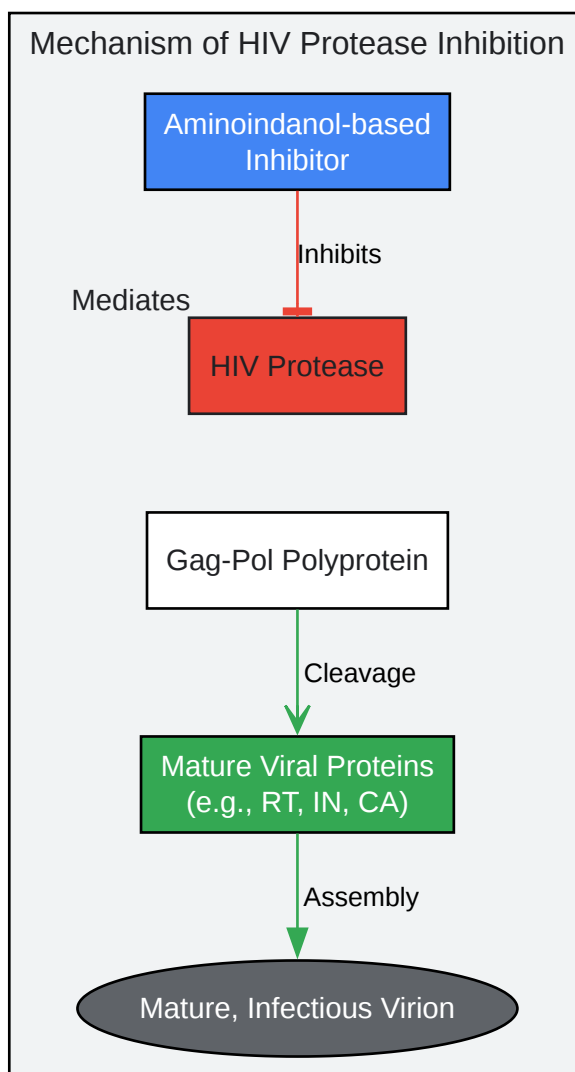 Mechanism of HIV Protease Inhibition
Aminoindanol-based
Inhibitor
Inhibits
Mediates
HIV Protease
Gag-Pol Polyprotein
Cleavage
Mature Viral Proteins
(e.g., RT, IN, CA)
Assembly
Mature, Infectious Virion